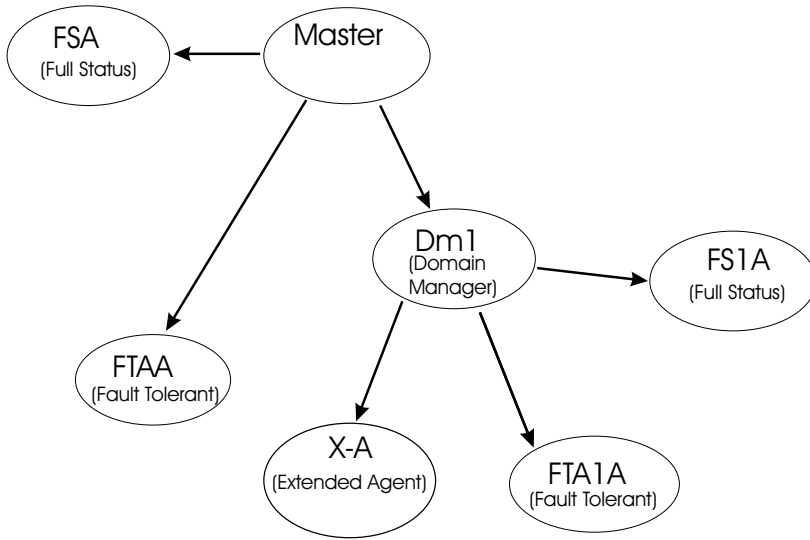 FSA
(Full Status)
Master
Dm1
(Domain
Manager)
FS1A
(Full Status)
FTAA
(Fault Tolerant)
X-A
(Extended Agent)
FTA1A
(Fault Tolerant)